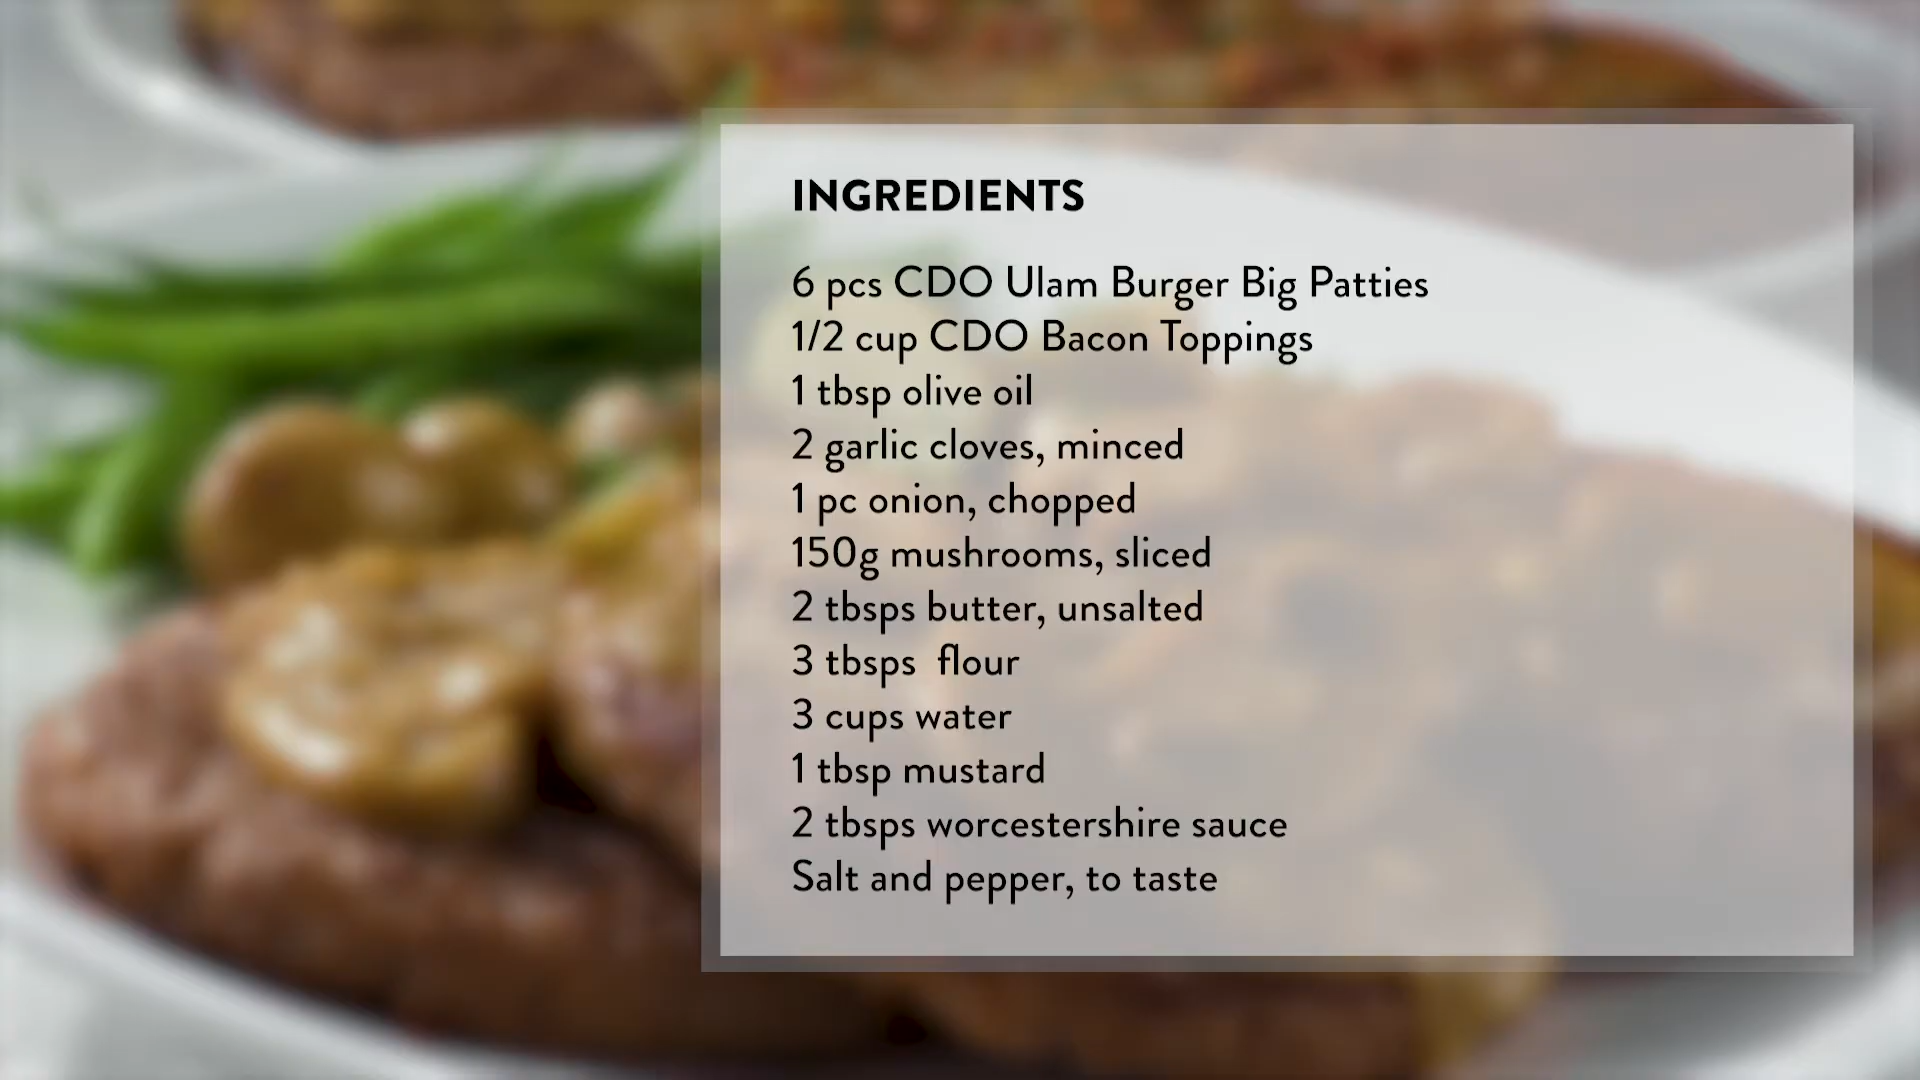 INGREDIENTS
6 pcs CDO Ulam Burger Big Patties
1/2 cup CDO Bacon Toppings
1 tbsp olive oil
2 garlic cloves, minced
1 pc onion, chopped
150g mushrooms, sliced
2 tbsps butter, unsalted
3 tbsps  flour
3 cups water
1 tbsp mustard
2 tbsps worcestershire sauce
Salt and pepper, to taste